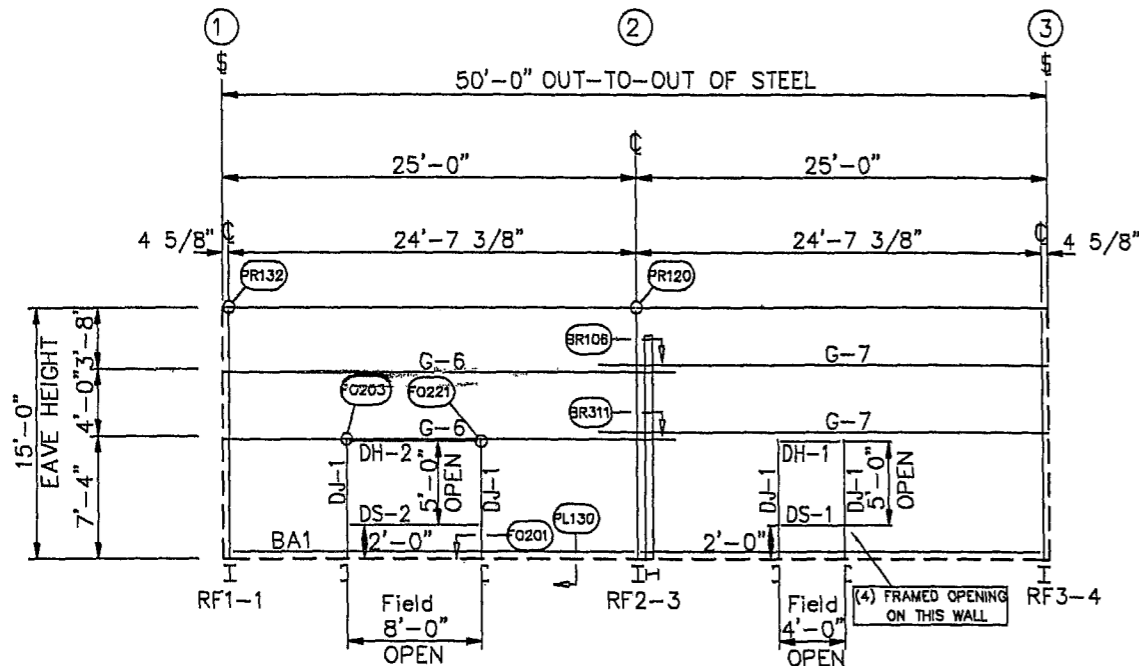 1 2 3
50'-0" OUT-TO-OUT OF STEEL
25'-0" 25'-0"
4 5/8" 24'-7 3/8" 24'-7 3/8" 4 5/8"
PR132 PR120
3'-8"
BR106
G-6 G-7
15'-0"
EAVE HEIGHT
4'-0"
FO203 FO221 BR311
G-6 G-7
DH-2 DH-1
7'-4"
DJ-1 5'-0" OPEN DJ-1 DJ-1 DJ-1 5'-0" OPEN
DS-2 PL130 DS-1
BA1 2'-0" FO201 2'-0"
RF1-1 RF2-3 RF3-4
(4) FRAMED OPENING
ON THIS WALL
Field Field
8'-0" 4'-0"
OPEN OPEN